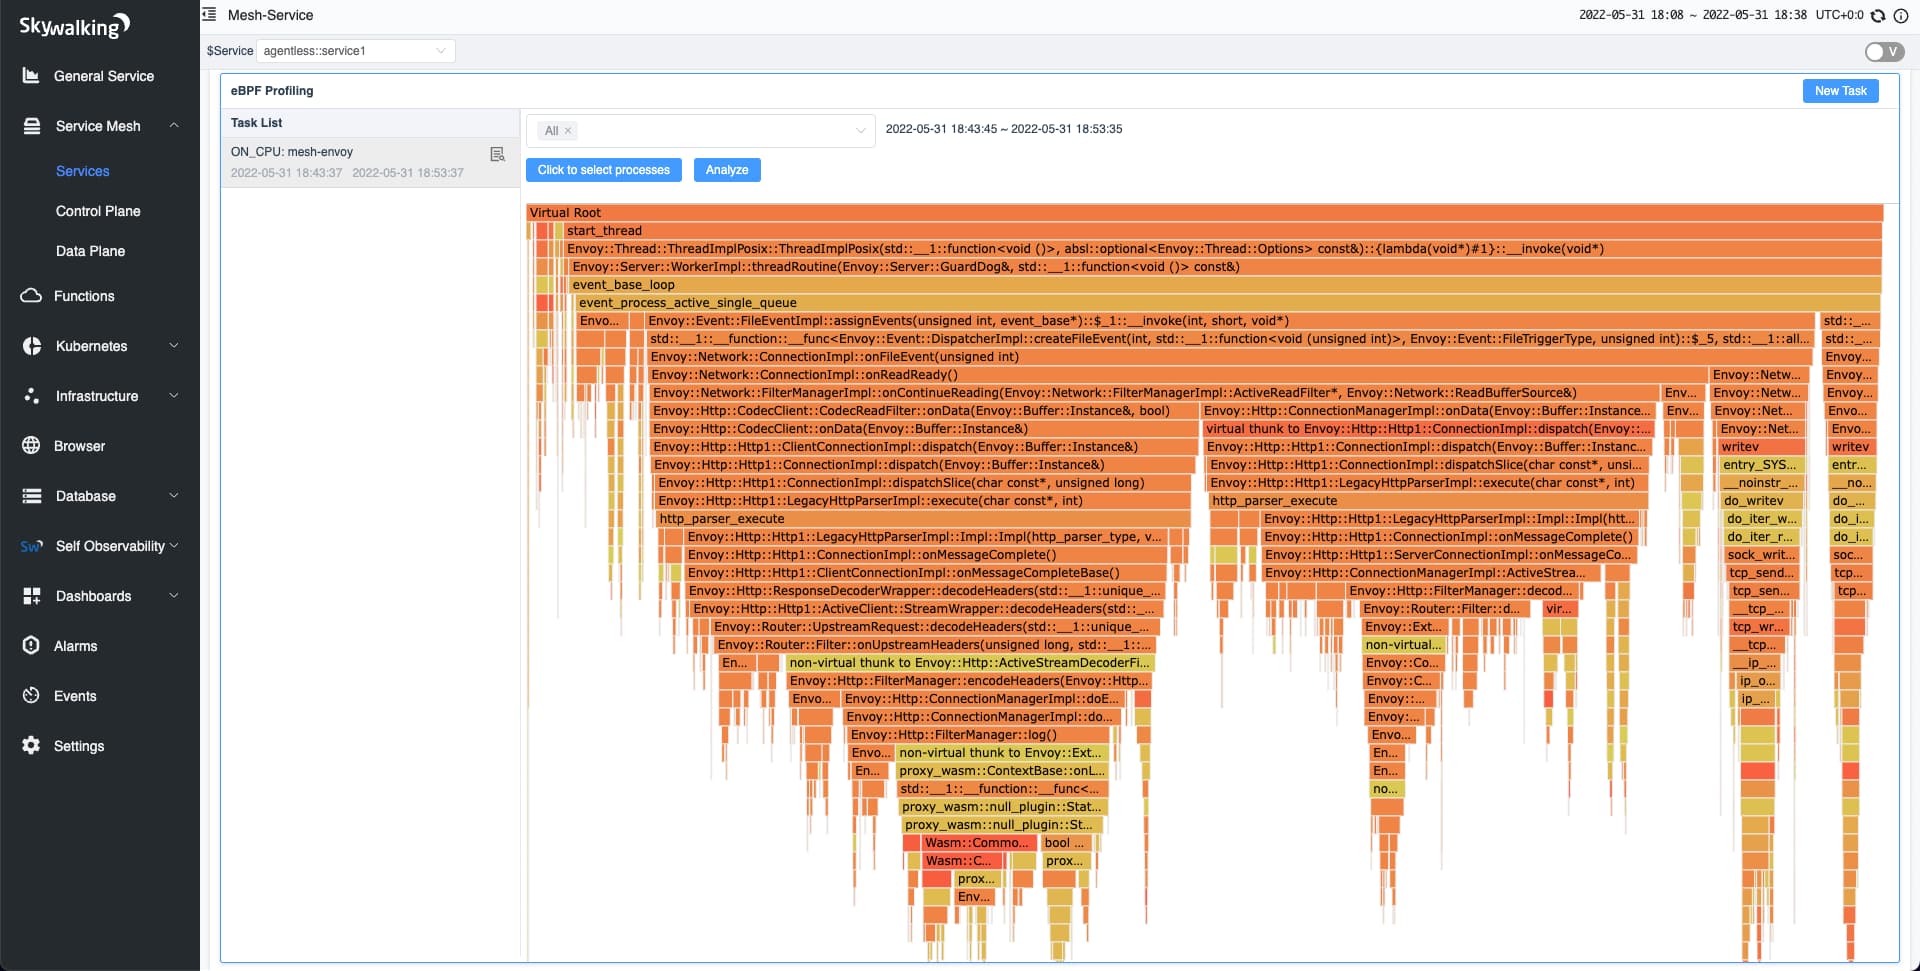 Skywalking
General Service
Service Mesh
Services
Control Plane
Data Plane
Functions
Kubernetes
Infrastructure
Browser
Database
Sw Self Observability
Dashboards
Alarms
Events
Settings
Mesh-Service
2022-05-31 18:08 ~ 2022-05-31 18:38 UTC+0:0
$Service agentless::service1
V
eBPF Profiling
New Task
Task List
ON_CPU: mesh-envoy
2022-05-31 18:43:37 2022-05-31 18:53:37
All × 2022-05-31 18:43:45 ~ 2022-05-31 18:53:35
Click to select processes Analyze
Virtual Root
start_thread
Envoy::Thread::ThreadImplPosix::ThreadImplPosix(std::__1::function<void ()>, absl::optional<Envoy::Thread::Options> const&)::{lambda(void*)#1}::__invoke(void*)
Envoy::Server::WorkerImpl::threadRoutine(Envoy::Server::GuardDog&, std::__1::function<void ()> const&)
event_base_loop
event_process_active_single_queue
Envo... Envoy::Event::FileEventImpl::assignEvents(unsigned int, event_base*)::$_1::__invoke(int, short, void*) std::_...
std::__1::__function::__func<Envoy::Event::DispatcherImpl::createFileEvent(int, std::__1::function<void (unsigned int)>, Envoy::Event::FileTriggerType, unsigned int)::$_5, std::__1::all... std::_...
Envoy::Network::ConnectionImpl::onFileEvent(unsigned int) Envoy...
Envoy::Network::ConnectionImpl::onReadReady() Envoy::Netw... Envoy...
Envoy::Network::FilterManagerImpl::onContinueReading(Envoy::Network::FilterManagerImpl::ActiveReadFilter*, Envoy::Network::ReadBufferSource&) Env... Envoy::Netw... Envoy...
Envoy::Http::CodecClient::CodecReadFilter::onData(Envoy::Buffer::Instance&, bool) Envoy::Http::ConnectionManagerImpl::onData(Envoy::Buffer::Instance... Env... Envoy::Net... Envo...
Envoy::Http::CodecClient::onData(Envoy::Buffer::Instance&) virtual thunk to Envoy::Http::Http1::ConnectionImpl::dispatch(Envoy::... Envoy::Net... Envo...
Envoy::Http::Http1::ClientConnectionImpl::dispatch(Envoy::Buffer::Instance&) Envoy::Http::Http1::ConnectionImpl::dispatch(Envoy::Buffer::Instanc... writev writev
Envoy::Http::Http1::ConnectionImpl::dispatch(Envoy::Buffer::Instance&) Envoy::Http::Http1::ConnectionImpl::dispatchSlice(char const*, unsi... entry_SYS... entr...
Envoy::Http::Http1::ConnectionImpl::dispatchSlice(char const*, unsigned long) Envoy::Http::Http1::LegacyHttpParserImpl::execute(char const*, int) __noinstr_... __no...
Envoy::Http::Http1::LegacyHttpParserImpl::execute(char const*, int) http_parser_execute do_writev do_...
http_parser_execute Envoy::Http::Http1::LegacyHttpParserImpl::Impl::Impl(htt... do_iter_w... do_i...
Envoy::Http::Http1::LegacyHttpParserImpl::Impl::Impl(http_parser_type, v... Envoy::Http::Http1::ConnectionImpl::onMessageComplete() do_iter_r... do_i...
Envoy::Http::Http1::ConnectionImpl::onMessageComplete() Envoy::Http::Http1::ServerConnectionImpl::onMessageCo... sock_writ... soc...
Envoy::Http::Http1::ClientConnectionImpl::onMessageCompleteBase() Envoy::Http::ConnectionManagerImpl::ActiveStrea... tcp_send... tcp...
Envoy::Http::ResponseDecoderWrapper::decodeHeaders(std::__1::unique_... Envoy::Http::FilterManager::decod... tcp_sen... tcp...
Envoy::Http::Http1::ActiveClient::StreamWrapper::decodeHeaders(std::_... Envoy::Router::Filter::d... vir... __tcp_...
Envoy::Router::UpstreamRequest::decodeHeaders(std::__1::unique_... Envoy::Ext... tcp_wr...
Envoy::Router::Filter::onUpstreamHeaders(unsigned long, std::__1::... non-virtual... __tcp...
En... non-virtual thunk to Envoy::Http::ActiveStreamDecoderFi... Envoy::Co... __ip_...
Envoy::Http::FilterManager::encodeHeaders(Envoy::Http... Envoy::C... ip_o...
Envo... Envoy::Http::ConnectionManagerImpl::doE... Envoy::... ip_...
Envoy::Http::ConnectionManagerImpl::do... Envoy:...
Envoy::Http::FilterManager::log() Envo...
Envo... non-virtual thunk to Envoy::Ext... En...
En... proxy_wasm::ContextBase::onL... En...
std::__1::__function::__func<... no...
proxy_wasm::null_plugin::Stat...
proxy_wasm::null_plugin::St...
Wasm::Commo... bool ...
Wasm::C... prox...
prox...
Env...